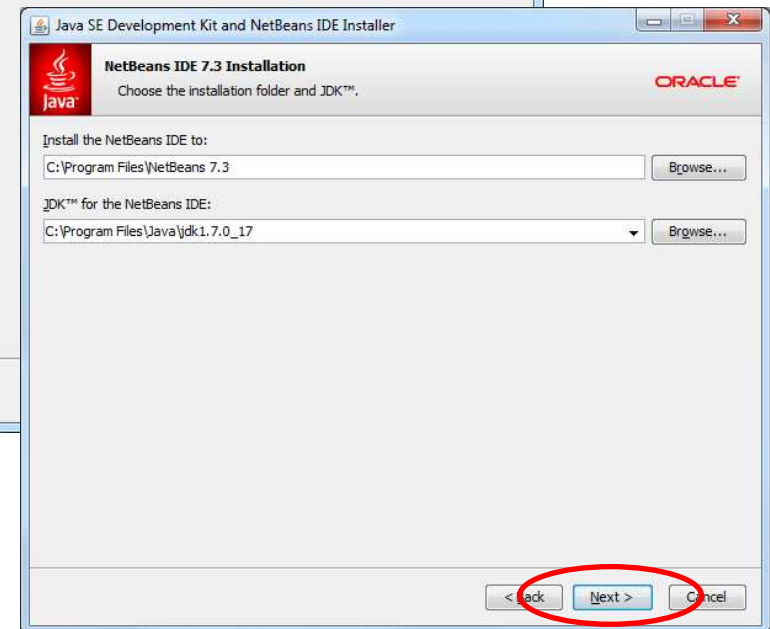 Java SE Development Kit and NetBeans IDE Installer
NetBeans IDE 7.3 Installation
Choose the installation folder and JDK™.
Java™
ORACLE®
Install the NetBeans IDE to:
C:\Program Files\NetBeans 7.3
Browse...
JDK™ for the NetBeans IDE:
C:\Program Files\Java\jdk1.7.0_17
Browse...
< Back
Next >
Cancel